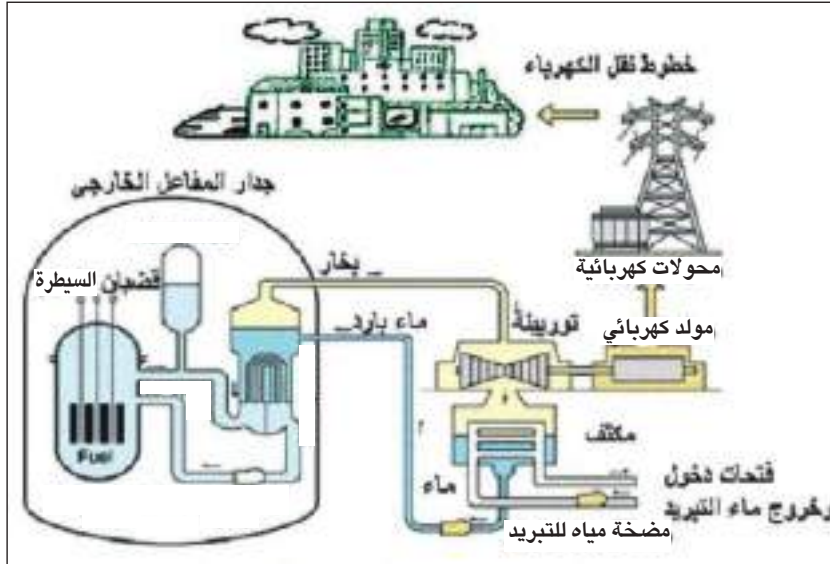 خطوط نقل الكهرباء
جدار المفاعل الخارجي
محولات كهربائية
بخار
قضبان السيطرة
ماء بارد
توربينة
مولد كهربائي
مكثف
Fuel
فتحات دخول
وخروج ماء التبريد
ماء
مضخة مياه للتبريد